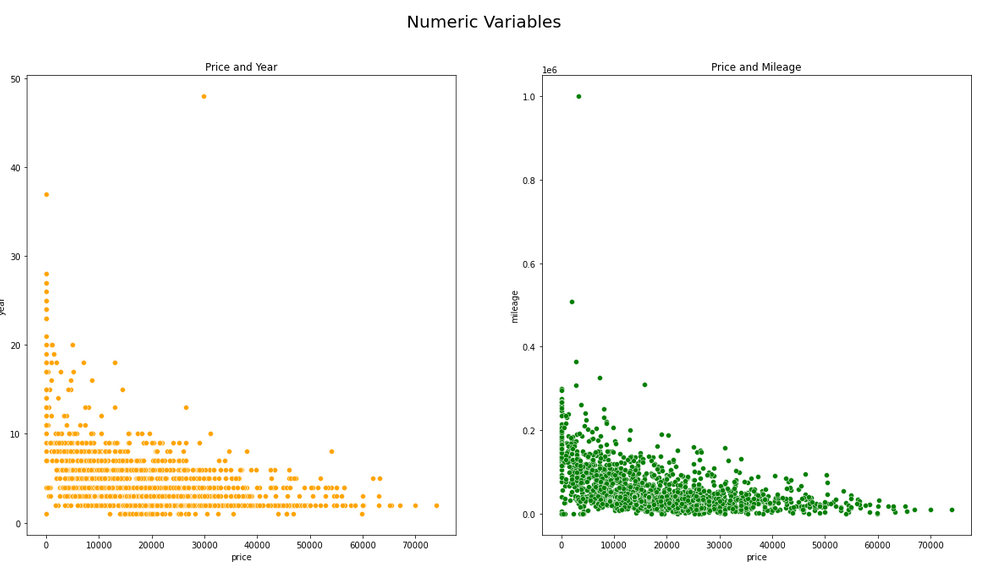 Numeric Variables
Price and Year
50
40
30
20
10
0
year
0 10000 20000 30000 40000 50000 60000 70000
price
Price and Mileage
1e6
1.0
0.8
0.6
0.4
0.2
0.0
mileage
0 10000 20000 30000 40000 50000 60000 70000
price